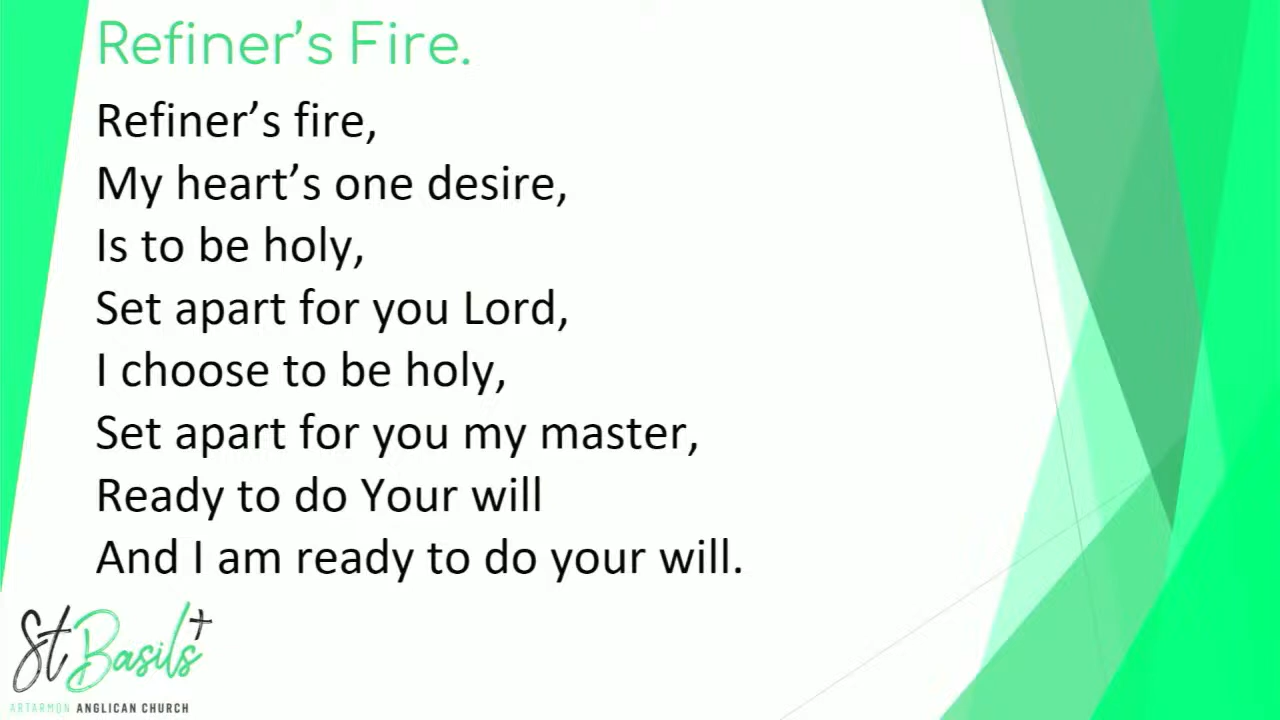 Refiner’s Fire.
Refiner’s fire,
My heart’s one desire,
Is to be holy,
Set apart for you Lord,
I choose to be holy,
Set apart for you my master,
Ready to do Your will
And I am ready to do your will.
St Basils
ARTARMON ANGLICAN CHURCH